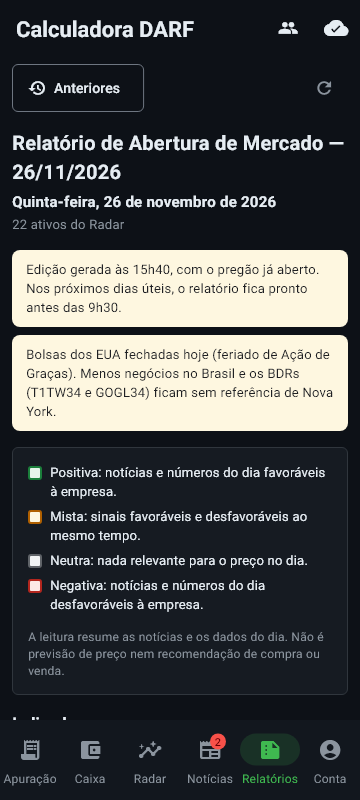 Calculadora DARF
Anteriores
Relatório de Abertura de Mercado —
26/11/2026
Quinta-feira, 26 de novembro de 2026
22 ativos do Radar
Edição gerada às 15h40, com o pregão já aberto.
Nos próximos dias úteis, o relatório fica pronto
antes das 9h30.
Bolsas dos EUA fechadas hoje (feriado de Ação de
Graças). Menos negócios no Brasil e os BDRs
(T1TW34 e GOGL34) ficam sem referência de Nova
York.
Positiva: notícias e números do dia favoráveis
à empresa.
Mista: sinais favoráveis e desfavoráveis ao
mesmo tempo.
Neutra: nada relevante para o preço no dia.
Negativa: notícias e números do dia
desfavoráveis à empresa.
A leitura resume as notícias e os dados do dia. Não é
previsão de preço nem recomendação de compra ou
venda.
2
Apuração
Caixa
Radar
Notícias
Relatórios
Conta